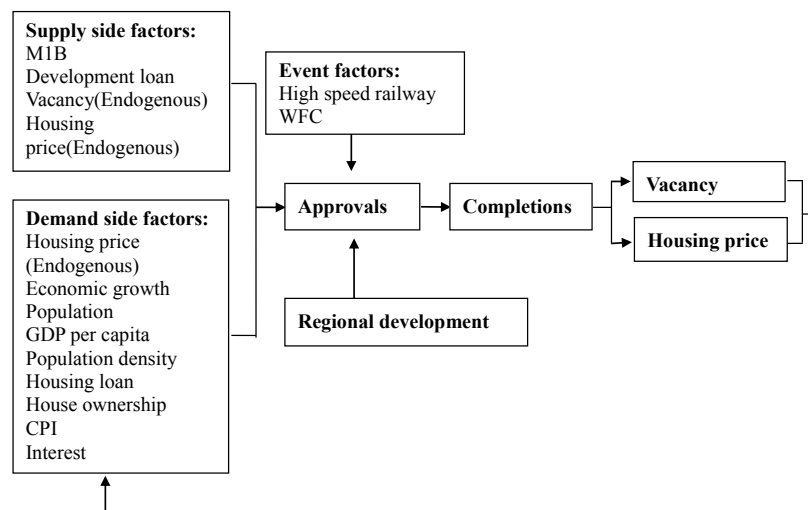 Supply side factors:
M1B
Development loan
Vacancy(Endogenous)
Housing
price(Endogenous)
Event factors:
High speed railway
WFC
Demand side factors:
Housing price
(Endogenous)
Economic growth
Population
GDP per capita
Population density
Housing loan
House ownership
CPI
Interest
Approvals
Completions
Vacancy
Housing price
Regional development